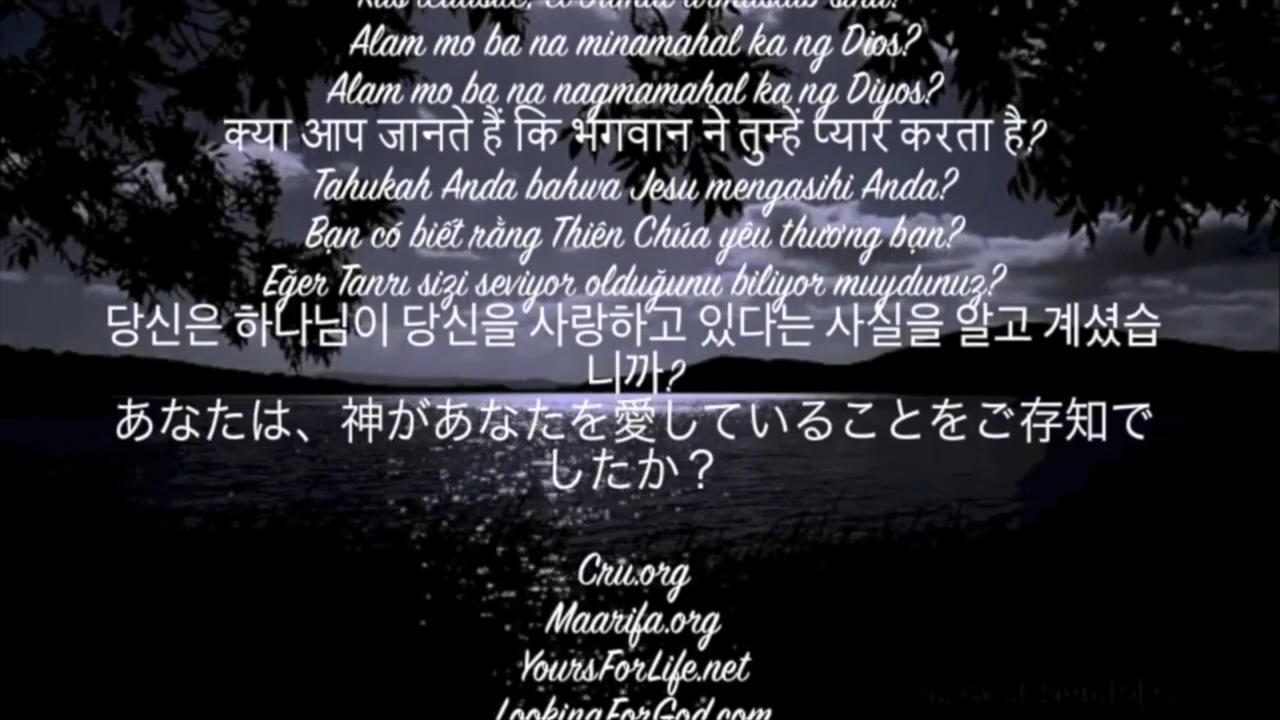 Alam mo ba na minamahal ka ng Dios?
Alam mo ba na nagmamahal ka ng Diyos?
क्या आप जानते हैं कि भगवान ने तुम्हें प्यार करता है?
Tahukah Anda bahwa Jesu mengasihi Anda?
Bạn có biết rằng Thiên Chúa yêu thương bạn?
Eğer Tanrı sizi seviyor olduğunu biliyor muydunuz?
당신은 하나님이 당신을 사랑하고 있다는 사실을 알고 계셨습
니까?
あなたは、神があなたを愛していることをご存知で
したか？
Cru.org
Maarifa.org
YoursForLife.net
LookingForGod.com